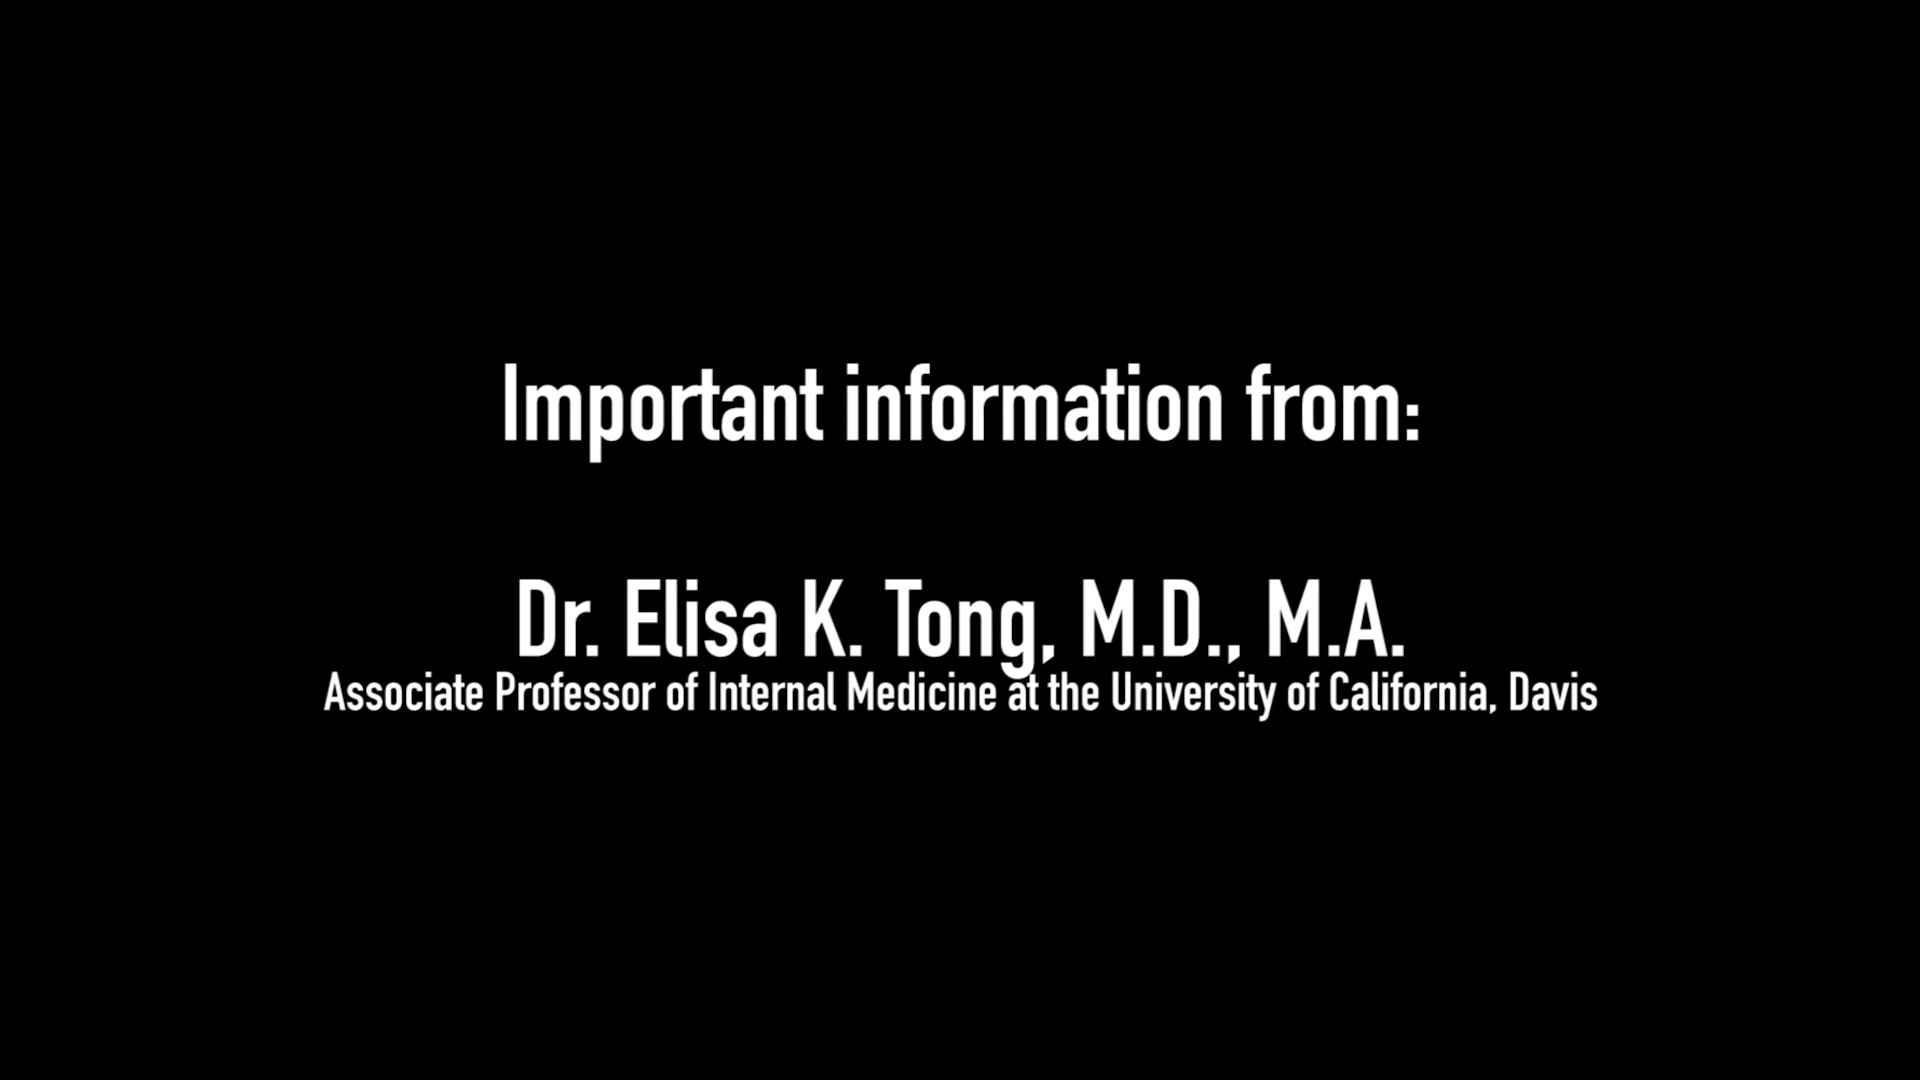 Important information from:
Dr. Elisa K. Tong, M.D., M.A.
Associate Professor of Internal Medicine at the University of California, Davis